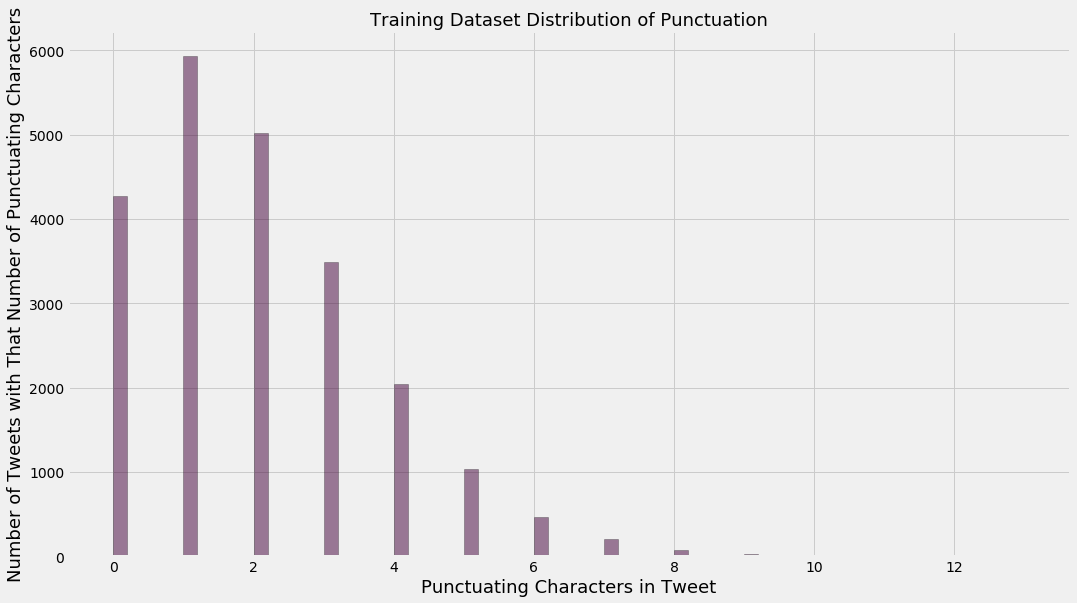 Training Dataset Distribution of Punctuation
Number of Tweets with That Number of Punctuating Characters
6000
5000
4000
3000
2000
1000
0
0 2 4 6 8 10 12
Punctuating Characters in Tweet